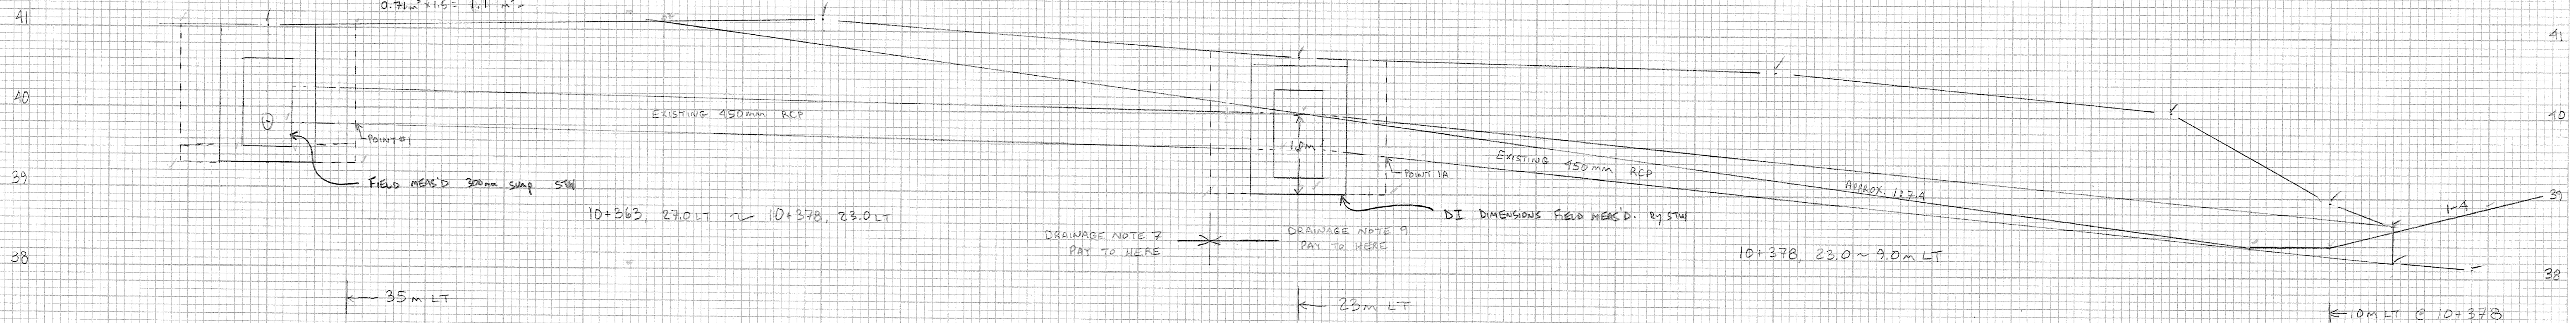 0.71m² x 1.5 = 1.1 m²
41
41
40
40
EXISTING 450mm RCP
1.0m
POINT #1
EXISTING 450mm RCP
POINT 1A
39
FIELD MEAS'D 300mm SUMP STW
APPROX. 1:7.4
39
1-4
10+363, 27.0LT ~ 10+378, 23.0LT
DI DIMENSIONS FIELD MEAS'D. By STW
DRAINAGE NOTE 7
PAY TO HERE
DRAINAGE NOTE 9
PAY TO HERE
10+378, 23.0 ~ 9.0m LT
38
38
35m LT
23m LT
10m LT @ 10+378